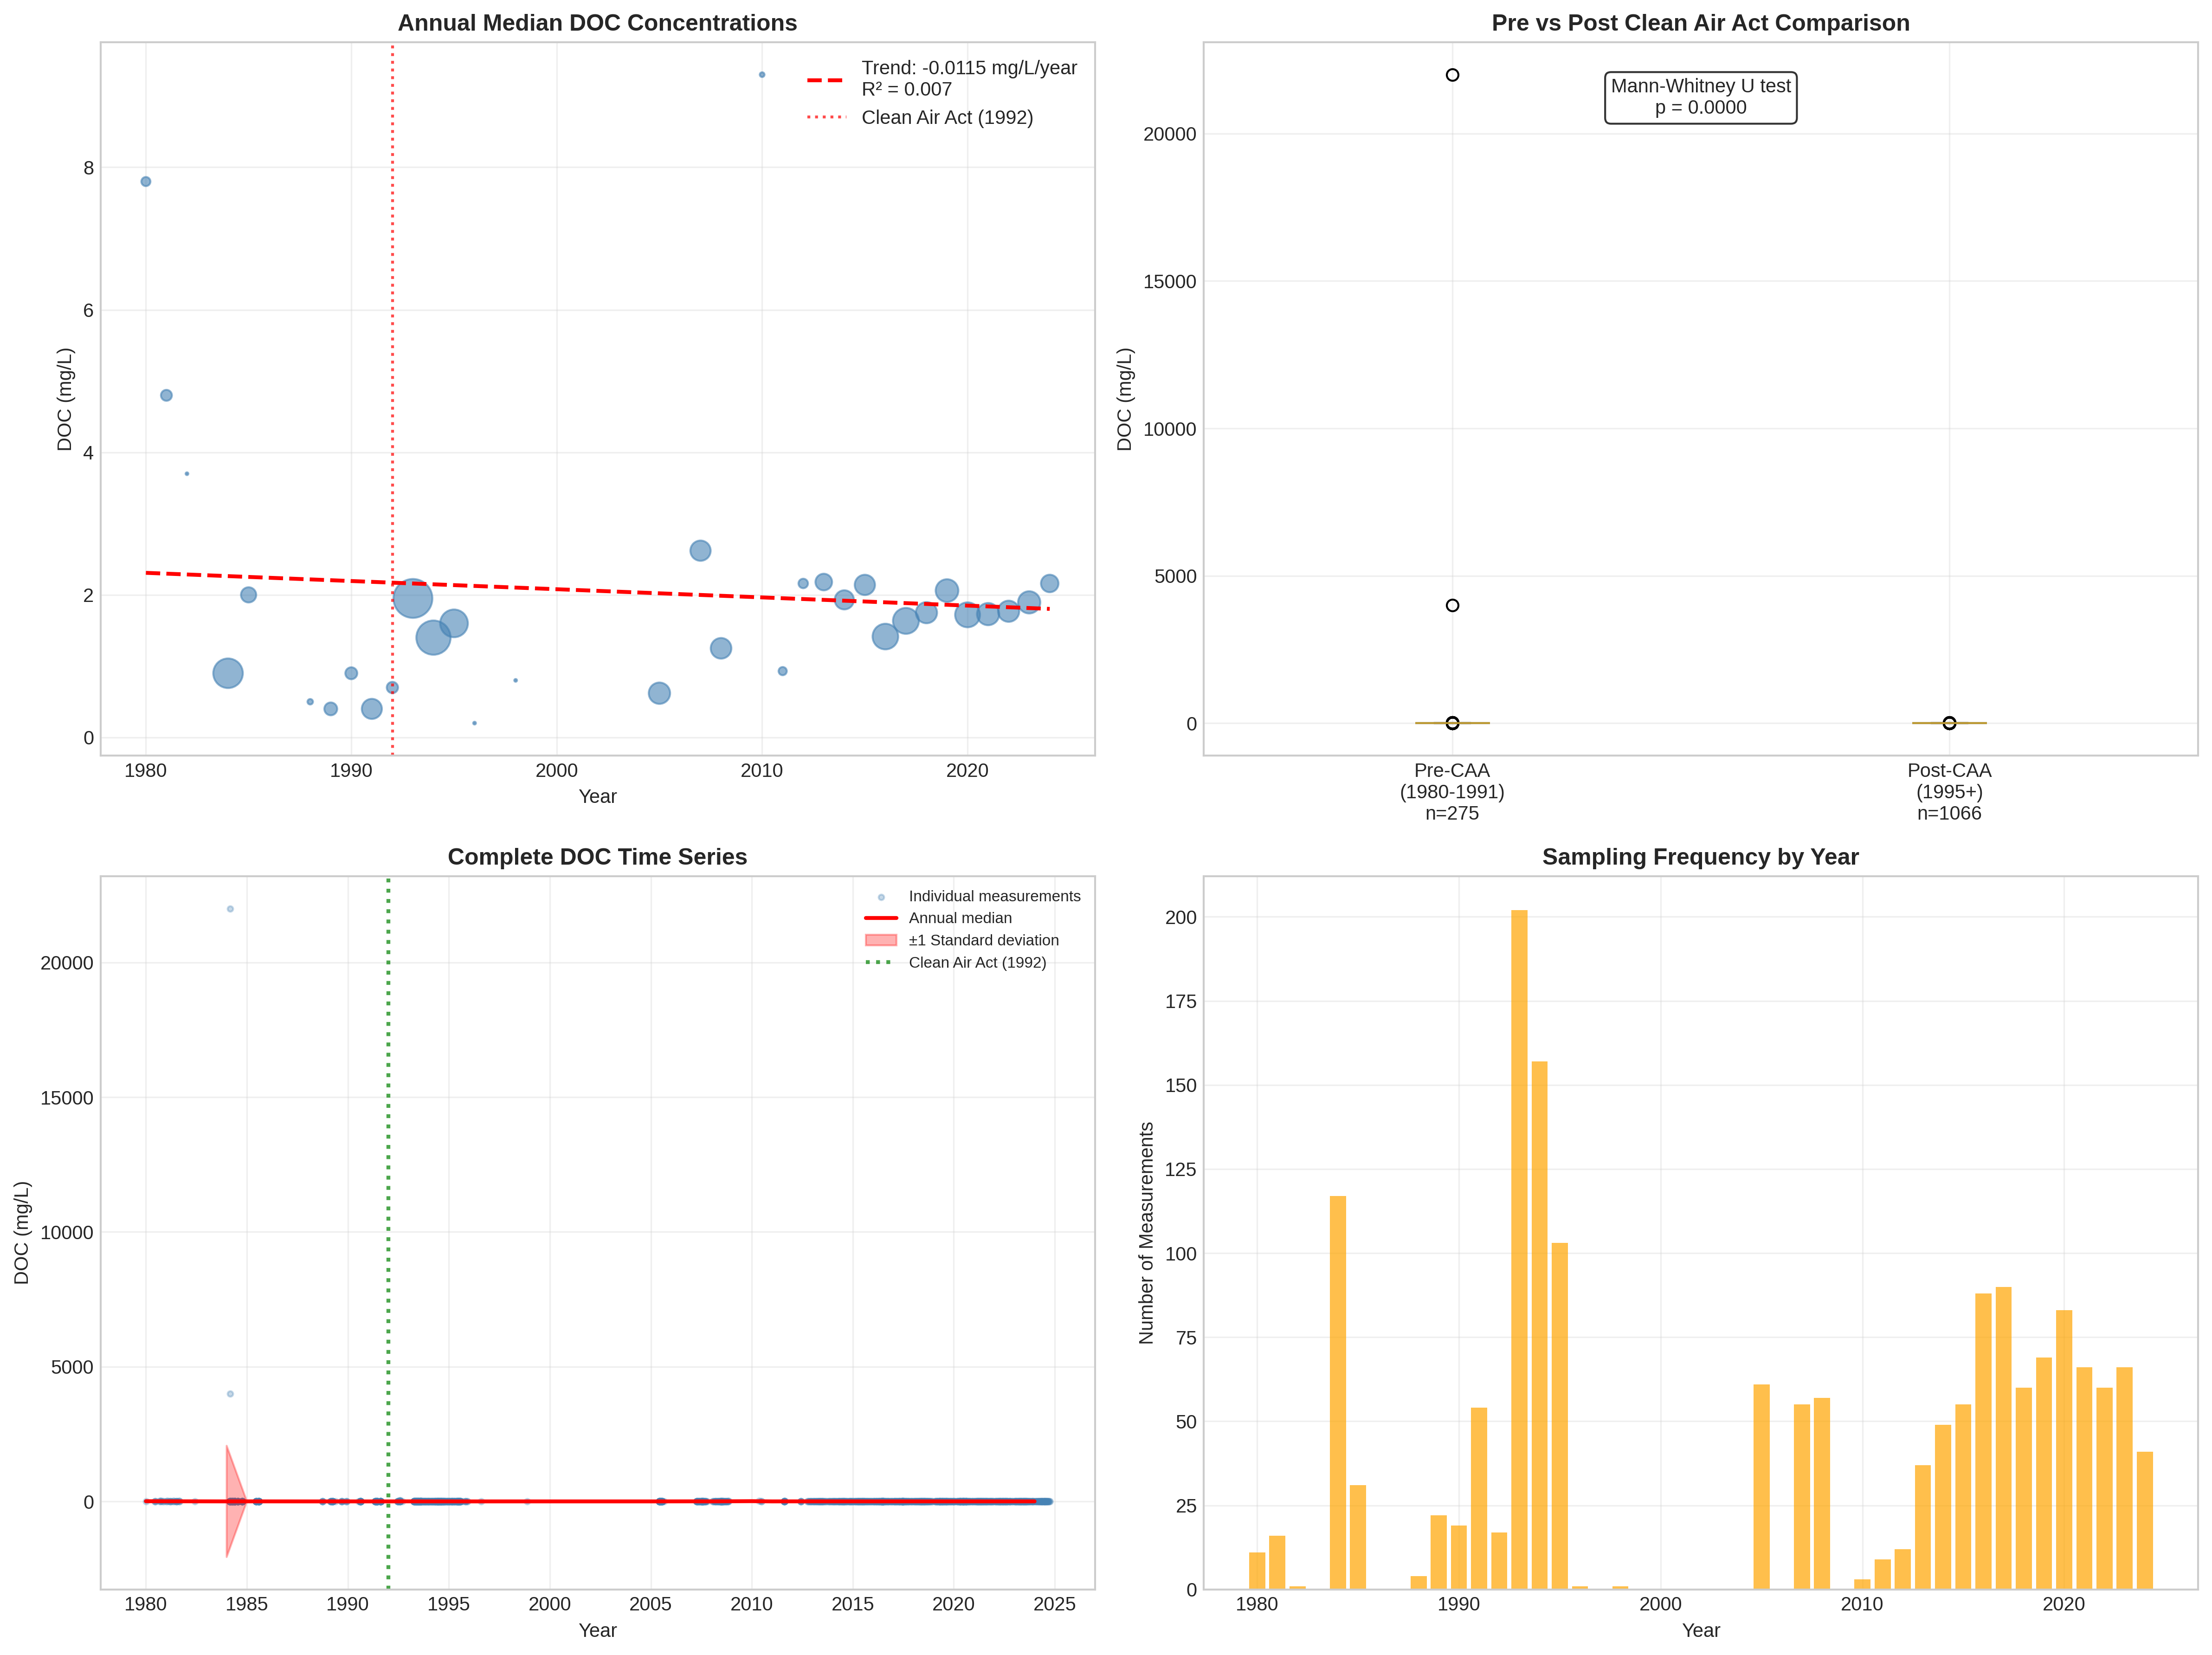 Annual Median DOC Concentrations
DOC (mg/L)
8
6
4
2
0
Trend: -0.0115 mg/L/year
R² = 0.007
Clean Air Act (1992)
1980
1990
2000
2010
2020
Year
Pre vs Post Clean Air Act Comparison
DOC (mg/L)
20000
15000
10000
5000
0
Mann-Whitney U test
p = 0.0000
Pre-CAA
(1980-1991)
n=275
Post-CAA
(1995+)
n=1066
Complete DOC Time Series
DOC (mg/L)
20000
15000
10000
5000
0
Individual measurements
Annual median
±1 Standard deviation
Clean Air Act (1992)
1980
1985
1990
1995
2000
2005
2010
2015
2020
2025
Year
Sampling Frequency by Year
Number of Measurements
200
175
150
125
100
75
50
25
0
1980
1990
2000
2010
2020
Year